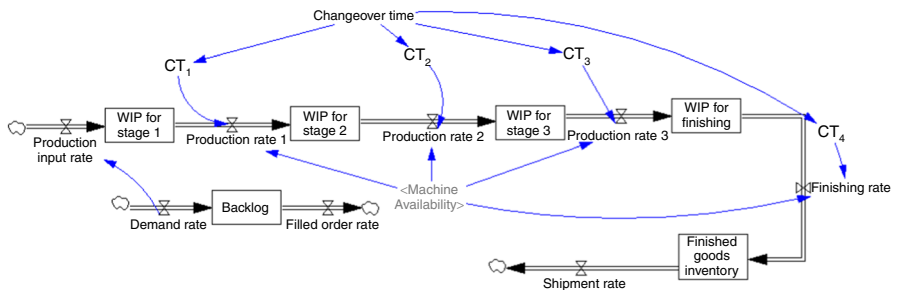 Changeover time
CT1
CT2
CT3
CT4
WIP for
stage 1
WIP for
stage 2
WIP for
stage 3
WIP for
finishing
Production
input rate
Production rate 1
Production rate 2
Production rate 3
<Machine
Availability>
Finishing rate
Backlog
Demand rate
Filled order rate
Finished
goods
inventory
Shipment rate